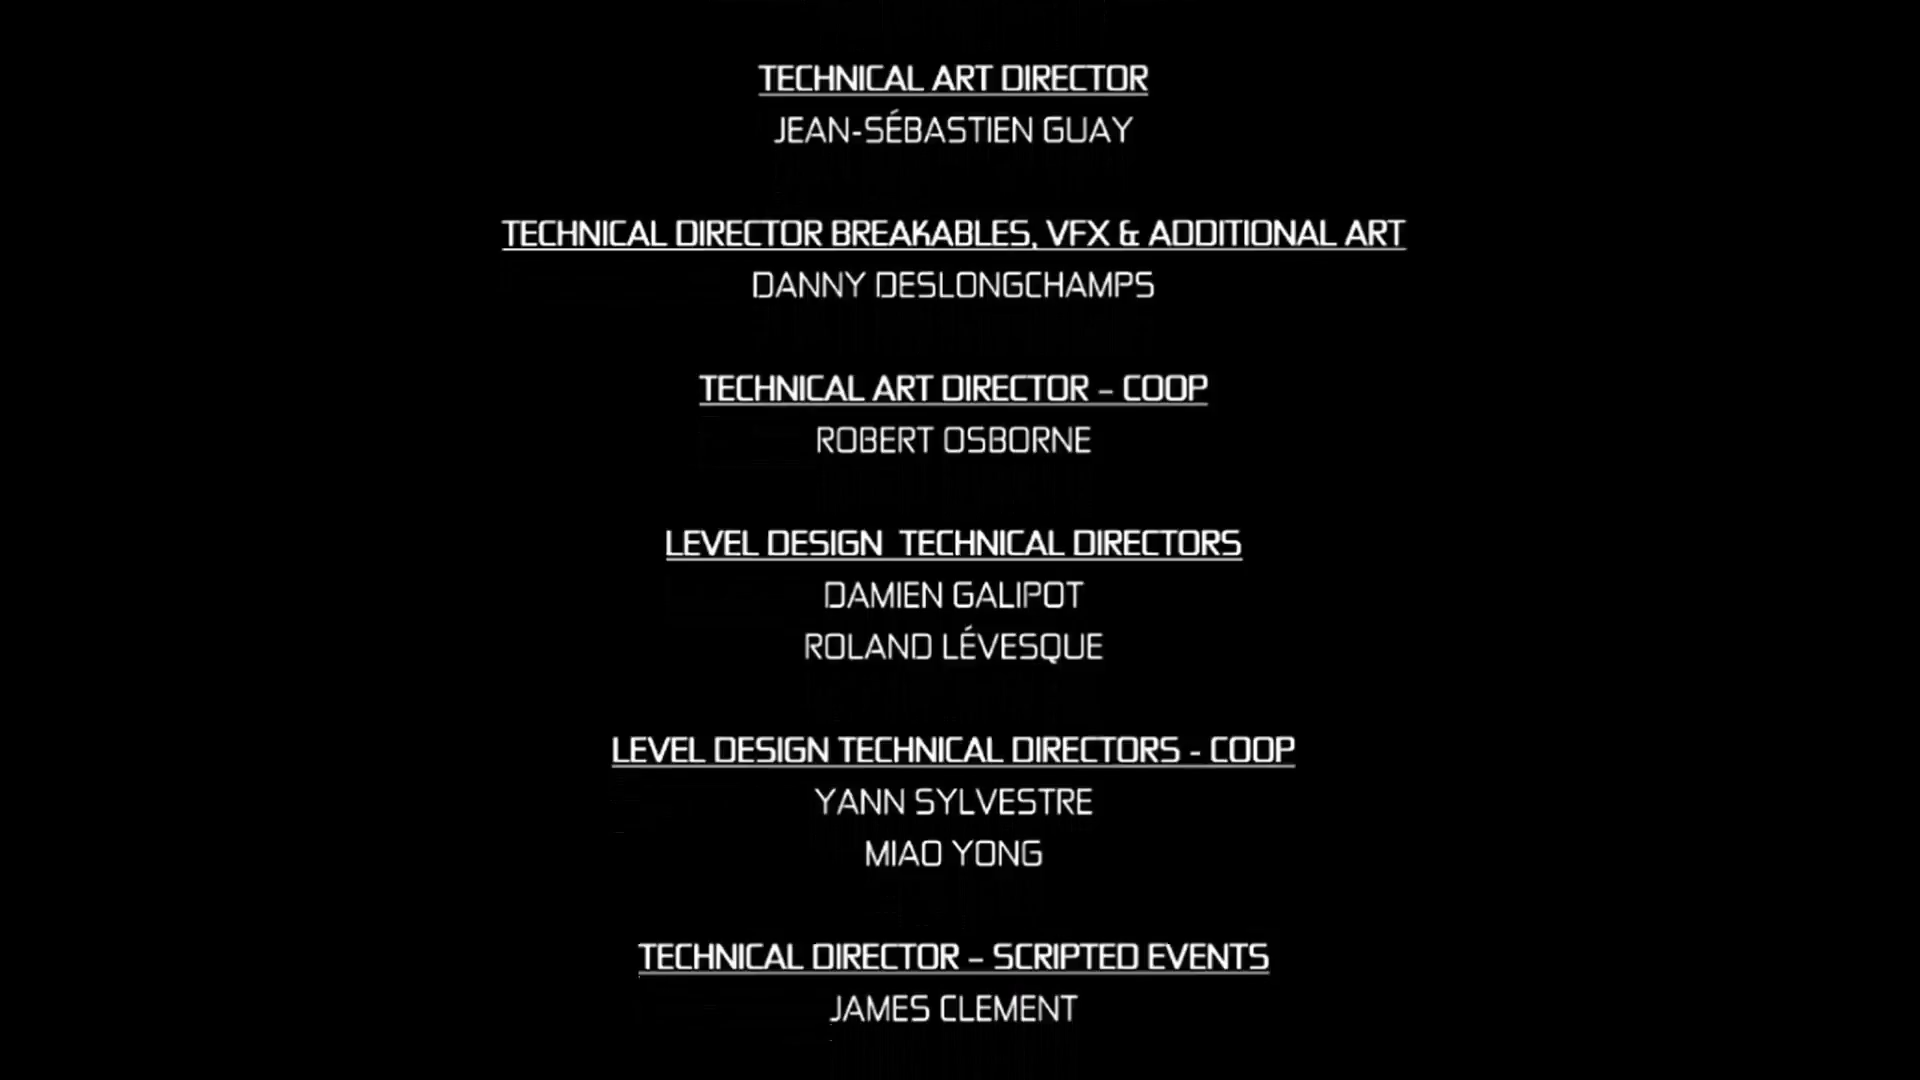 TECHNICAL ART DIRECTOR
JEAN-SÉBASTIEN GUAY
TECHNICAL DIRECTOR BREAKABLES, VFX & ADDITIONAL ART
DANNY DESLONGCHAMPS
TECHNICAL ART DIRECTOR – COOP
ROBERT OSBORNE
LEVEL DESIGN  TECHNICAL DIRECTORS
DAMIEN GALIPOT
ROLAND LÉVESQUE
LEVEL DESIGN TECHNICAL DIRECTORS - COOP
YANN SYLVESTRE
MIAO YONG
TECHNICAL DIRECTOR – SCRIPTED EVENTS
JAMES CLEMENT